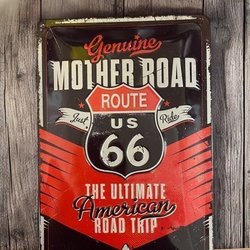 Genuine
MOTHER ROAD
ROUTE
Just US Ride
66
THE ULTIMATE
American
ROAD TRIP